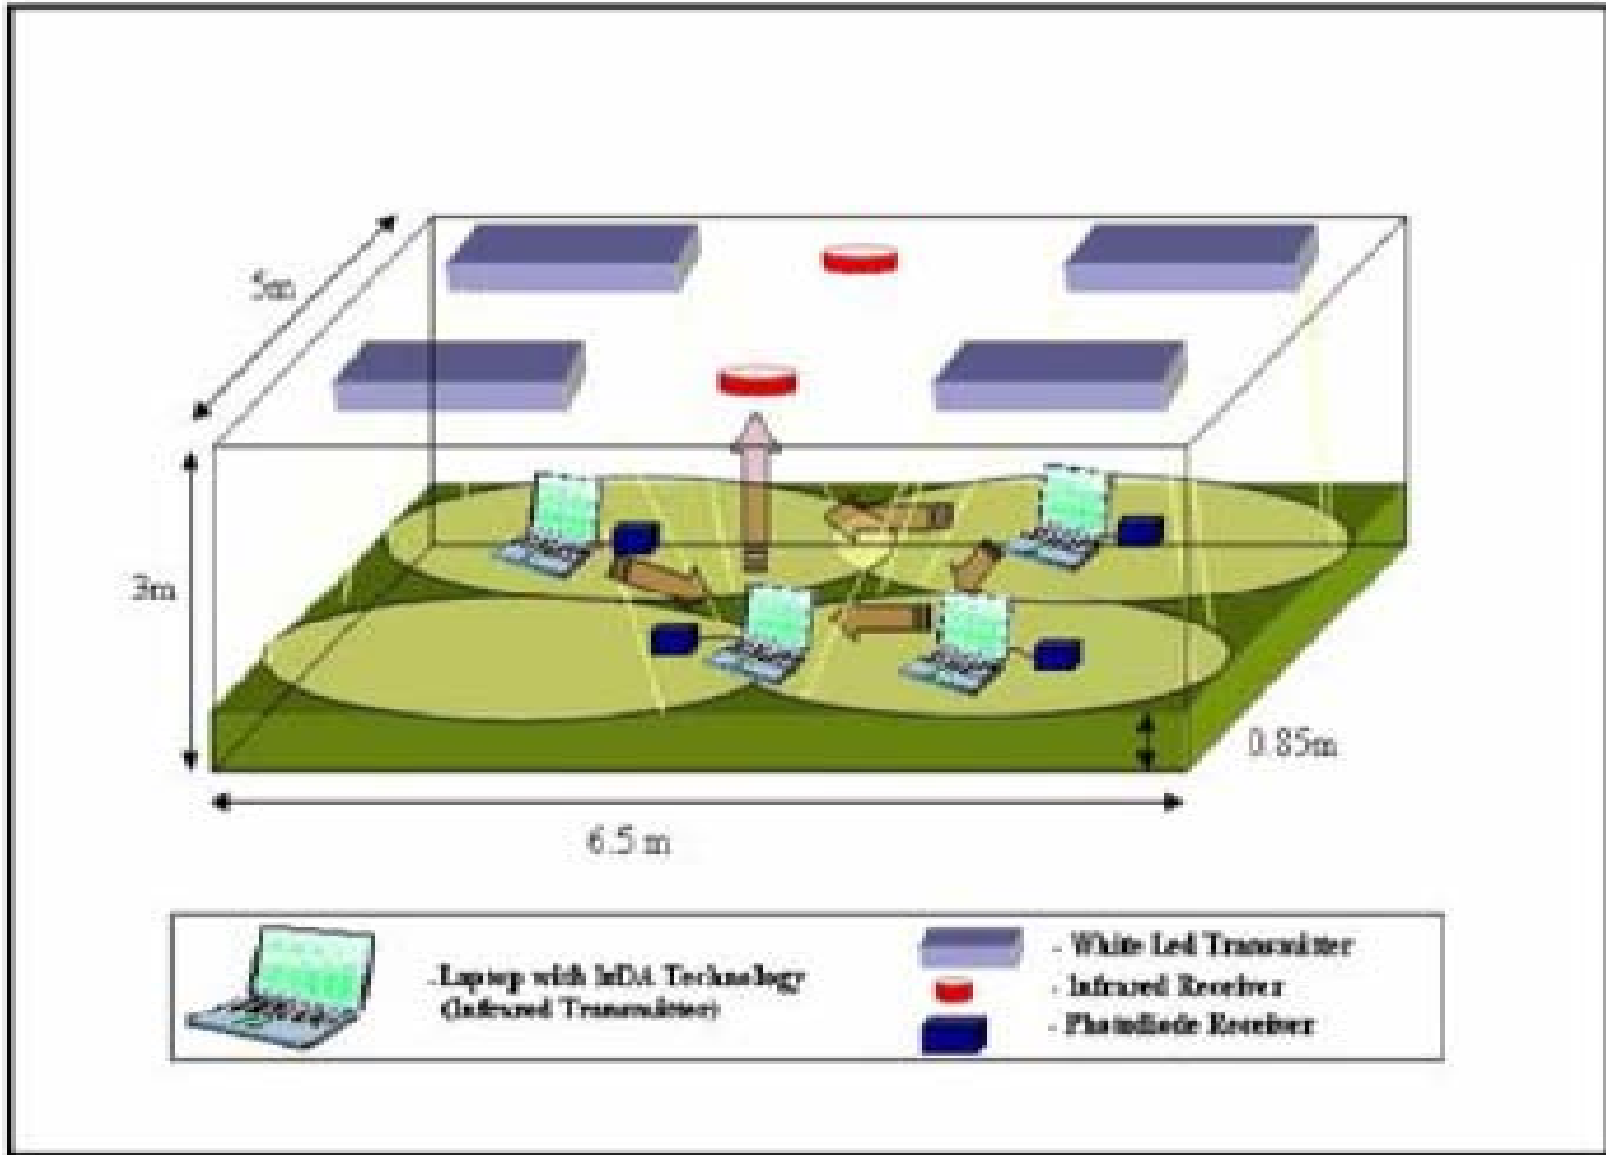 5m
3m
0.85m
6.5 m
- Laptop with IrDA Technology
(Infrared Transmitter)
- White Led Transmitter
- Infrared Receiver
- Photodiode Receiver